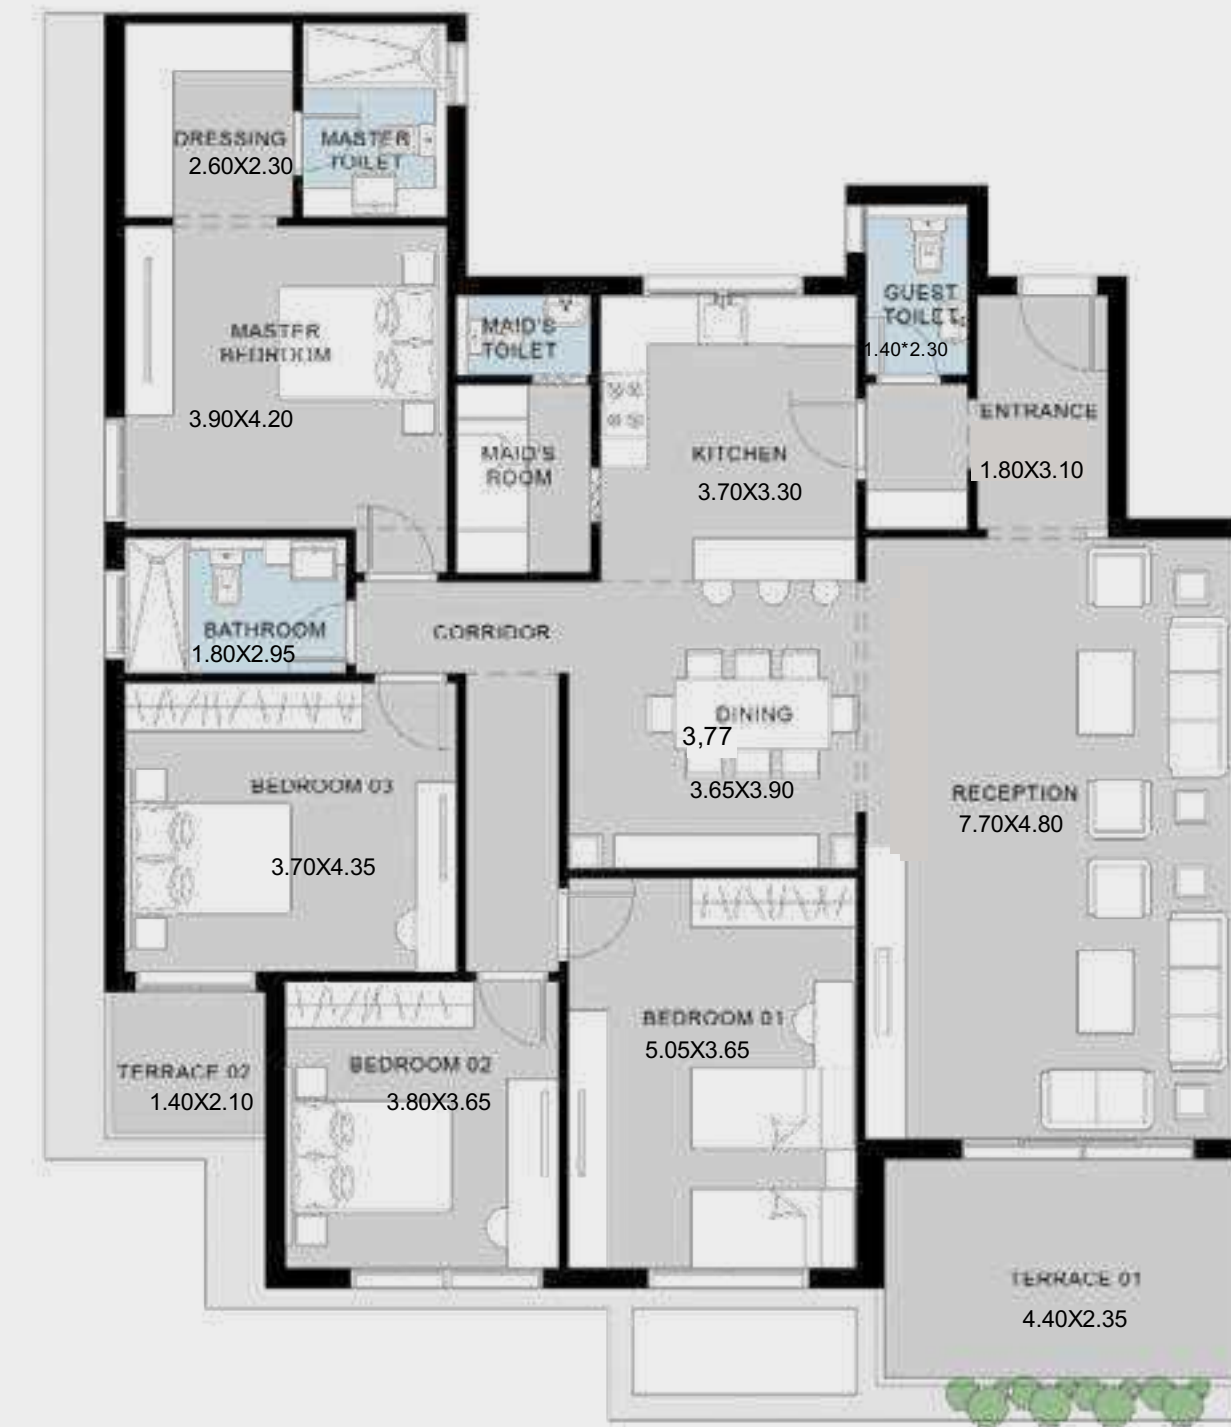 DRESSING
2.60X2.30
MASTER
TOILET
MASTER
BEDROOM
3.90X4.20
MAID'S
TOILET
MAID'S
ROOM
KITCHEN
3.70X3.30
GUEST
TOILET
1.40*2.30
ENTRANCE
1.80X3.10
BATHROOM
1.80X2.95
CORRIDOR
DINING
3,77
3.65X3.90
RECEPTION
7.70X4.80
BEDROOM 03
3.70X4.35
BEDROOM 01
5.05X3.65
TERRACE 02
1.40X2.10
BEDROOM 02
3.80X3.65
TERRACE 01
4.40X2.35